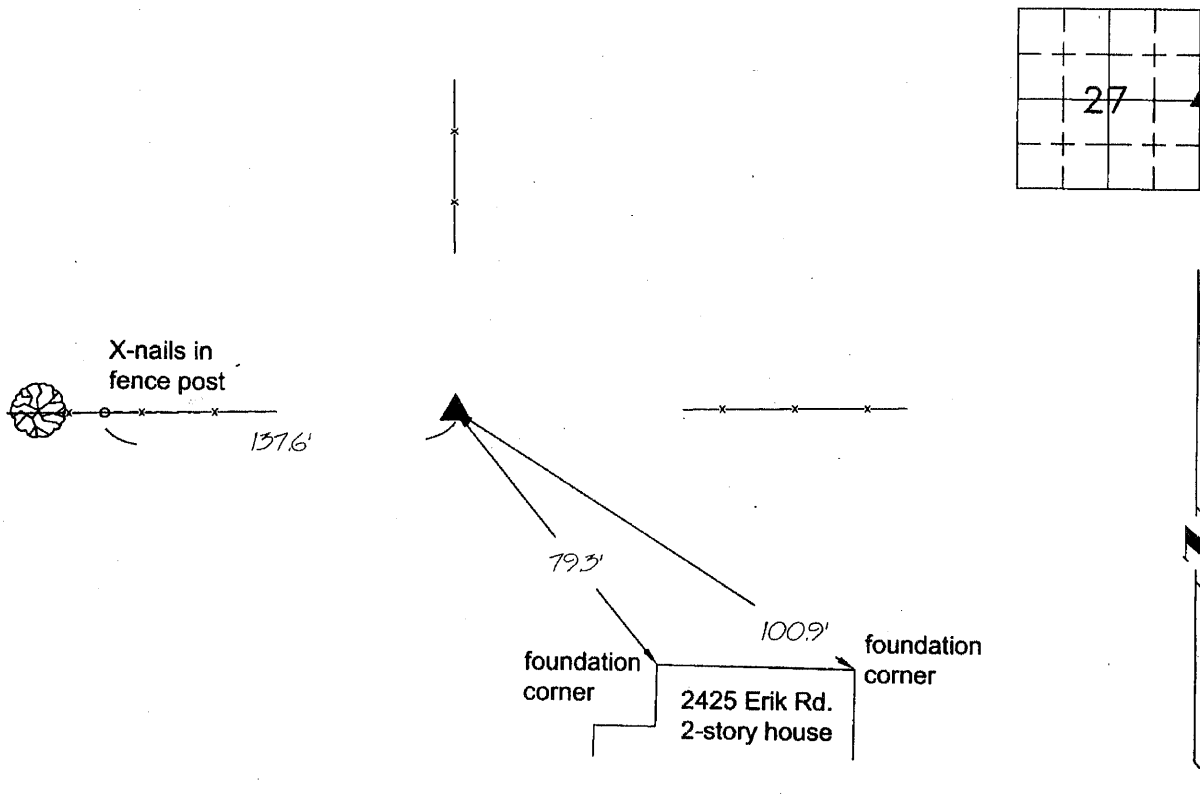 27
X-nails in
fence post
137.6'
79.3'
100.9'
foundation
corner
foundation
corner
2425 Erik Rd.
2-story house